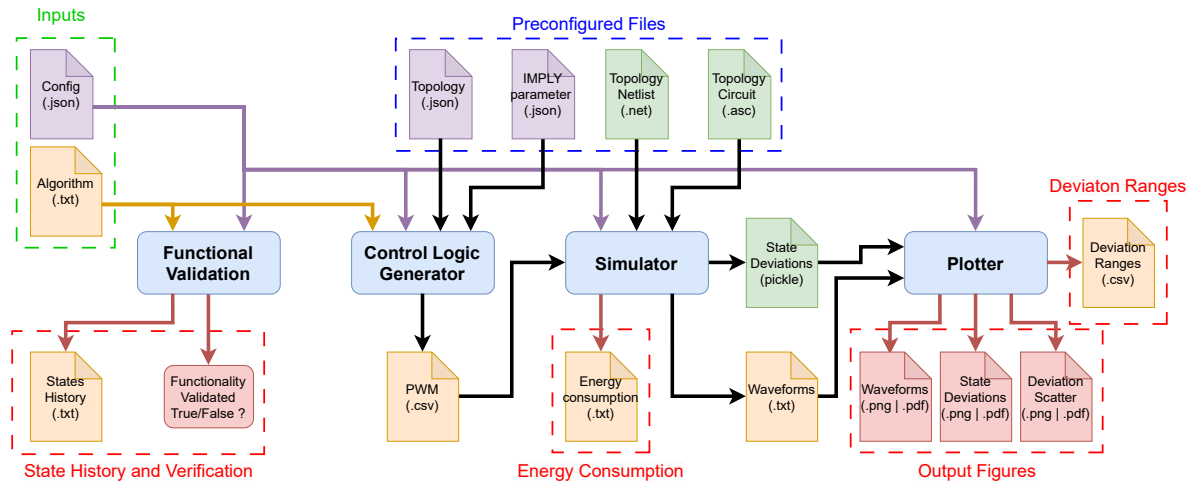 Inputs
Preconfigured Files
Config
(.json)
Topology
(.json)
IMPLY
parameter
(.json)
Topology
Netlist
(.net)
Topology
Circuit
(.asc)
Algorithm
(.txt)
Deviaton Ranges
Functional
Validation
Control Logic
Generator
Simulator
State
Deviations
(pickle)
Plotter
Deviation
Ranges
(.csv)
States
History
(.txt)
Functionality
Validated
True/False ?
PWM
(.csv)
Energy
consumption
(.txt)
Waveforms
(.txt)
Waveforms
(.png | .pdf)
State
Deviations
(.png | .pdf)
Deviation
Scatter
(.png | .pdf)
State History and Verification
Energy Consumption
Output Figures